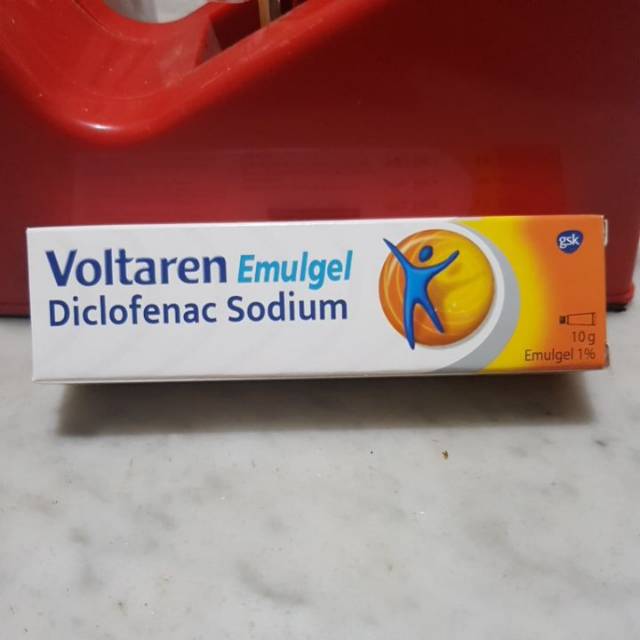 Voltaren Emulgel
Diclofenac Sodium
gsk
10 g
Emulgel 1%